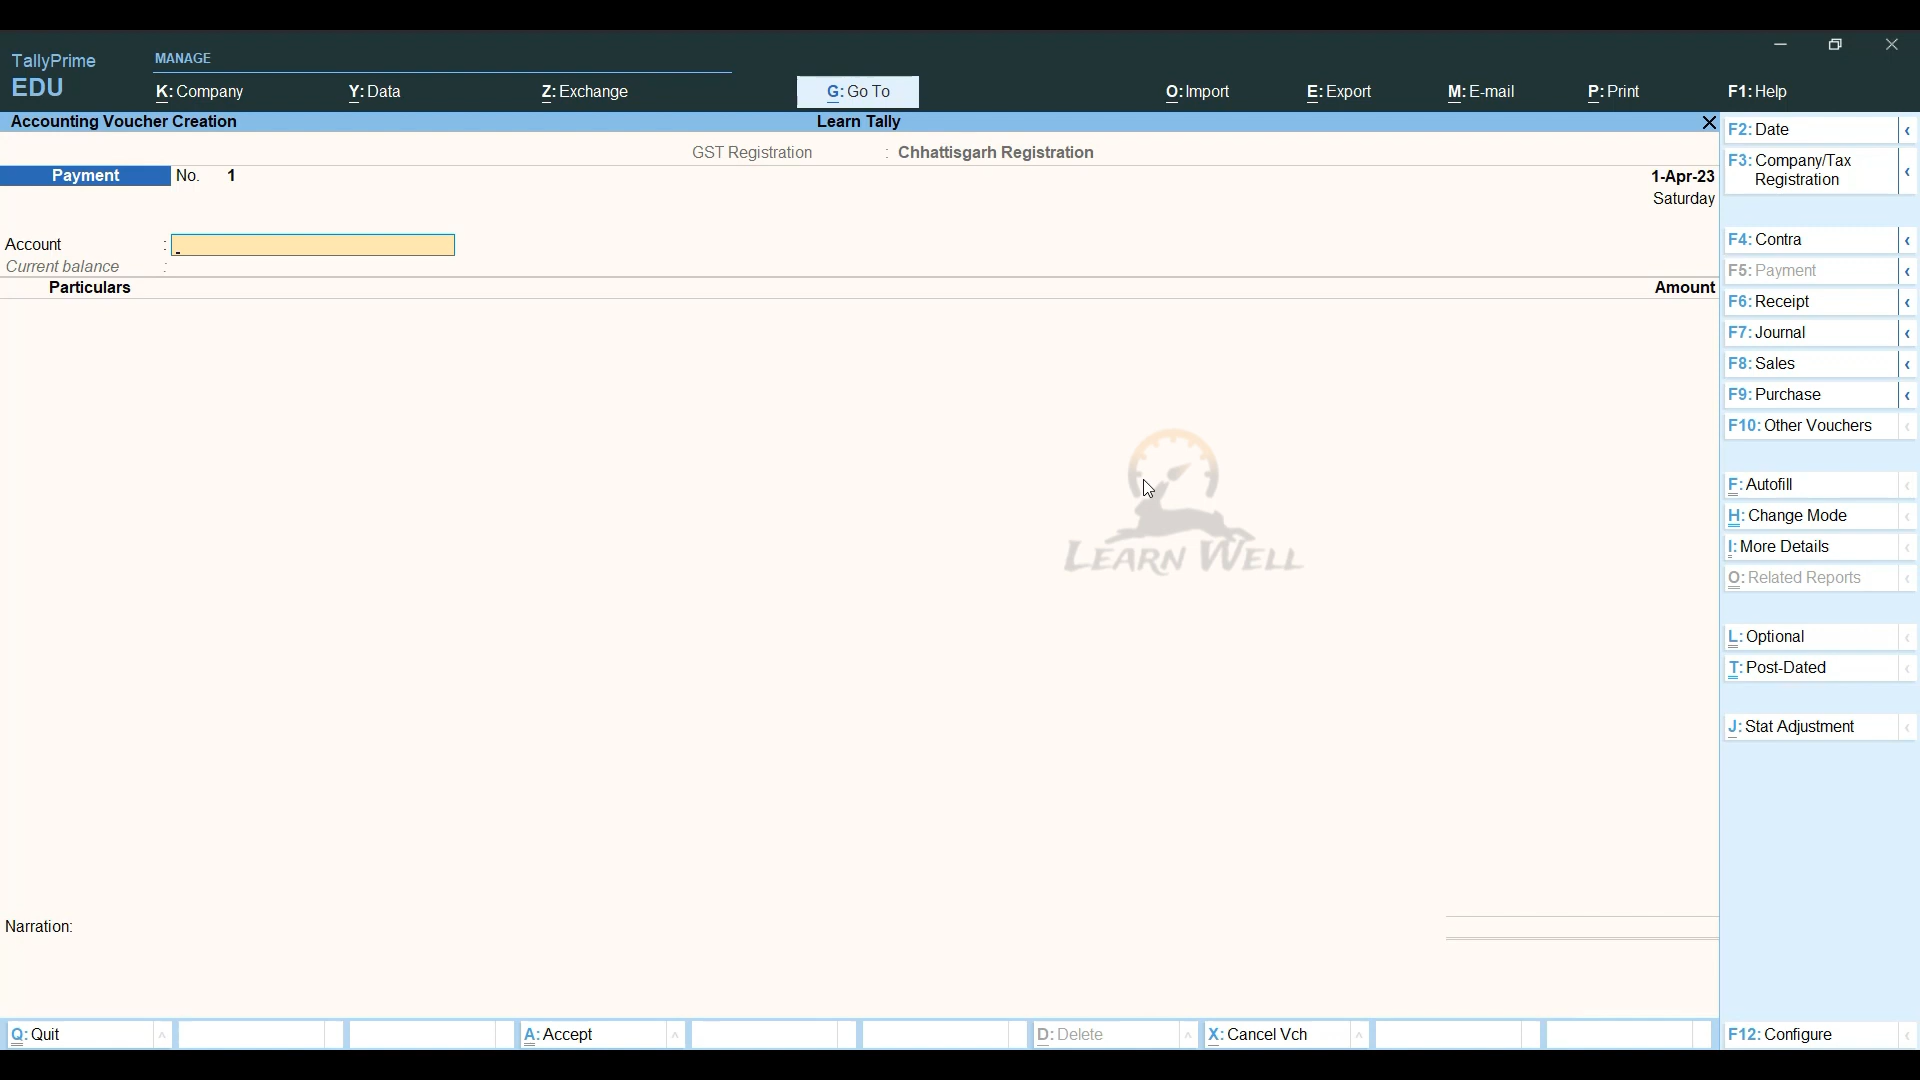 TallyPrime
EDU
MANAGE
K: Company
Y: Data
Z: Exchange
G: Go To
O: Import
E: Export
M: E-mail
P: Print
F1: Help
Accounting Voucher Creation
Learn Tally
GST Registration : Chhattisgarh Registration
Payment No. 1
1-Apr-23
Saturday
Account :
Current balance :
Particulars
Amount
LEARN WELL
Narration:
F2: Date
F3: Company/Tax
Registration
F4: Contra
F5: Payment
F6: Receipt
F7: Journal
F8: Sales
F9: Purchase
F10: Other Vouchers
F: Autofill
H: Change Mode
I: More Details
O: Related Reports
L: Optional
T: Post-Dated
J: Stat Adjustment
Q: Quit
A: Accept
D: Delete
X: Cancel Vch
F12: Configure